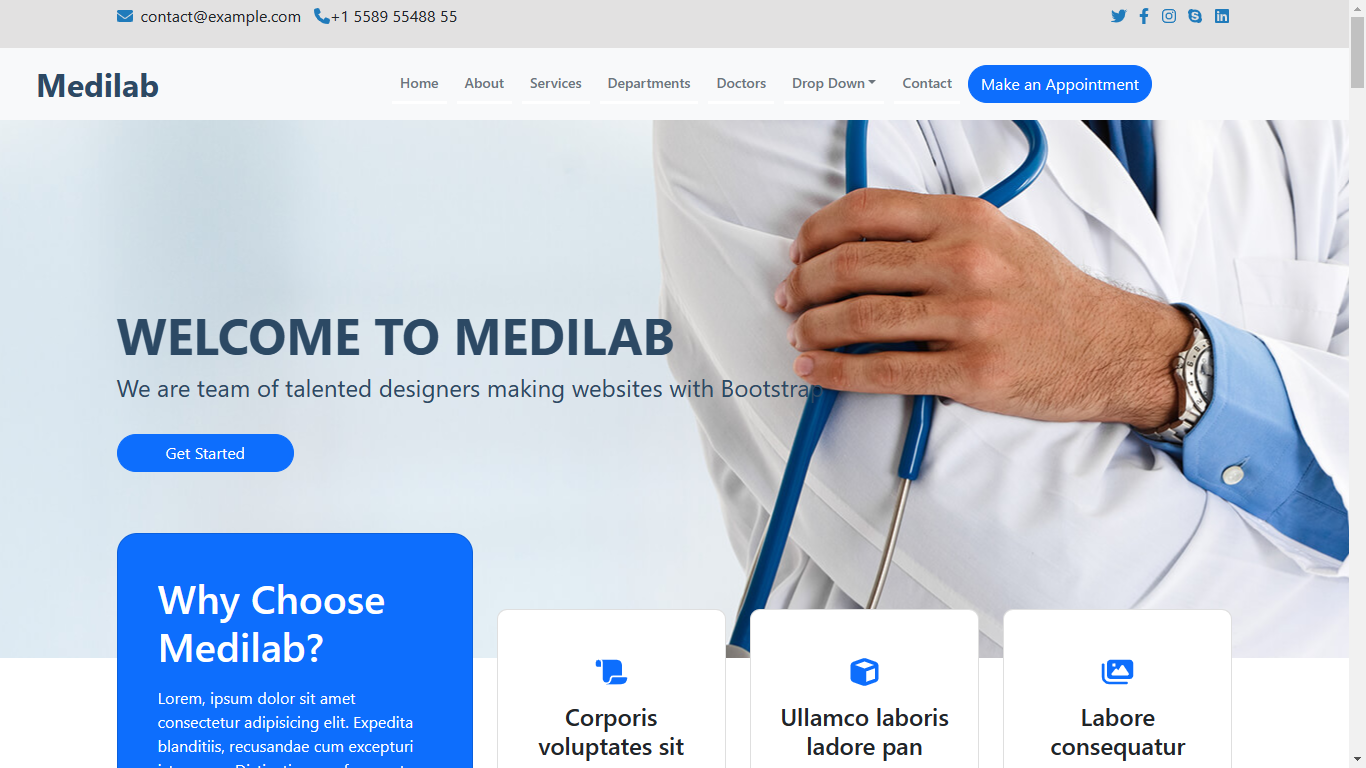 contact@example.com +1 5589 55488 55
Medilab
Home About Services Departments Doctors Drop Down Contact Make an Appointment
WELCOME TO MEDILAB
We are team of talented designers making websites with Bootstrap
Get Started
Why Choose
Medilab?
Lorem, ipsum dolor sit amet
consectetur adipisicing elit. Expedita
blanditiis, recusandae cum excepturi
Corporis
voluptates sit
Ullamco laboris
ladore pan
Labore
consequatur